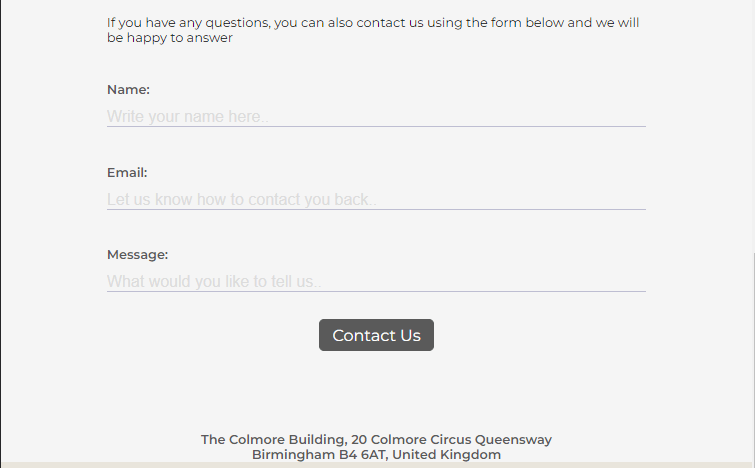 If you have any questions, you can also contact us using the form below and we will
be happy to answer
Name:
Write your name here..
Email:
Let us know how to contact you back..
Message:
What would you like to tell us..
Contact Us
The Colmore Building, 20 Colmore Circus Queensway
Birmingham B4 6AT, United Kingdom